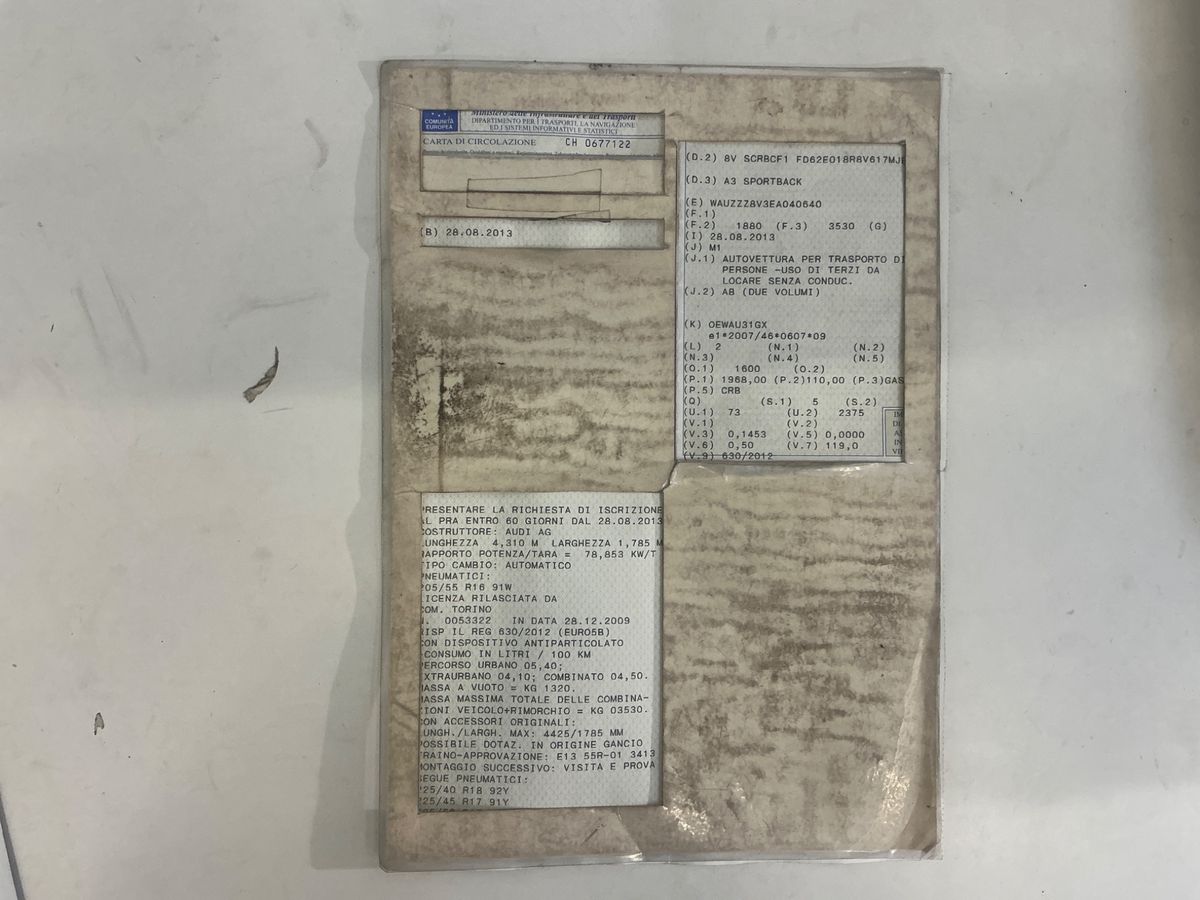 COMUNITÀ
EUROPEA
Ministero delle Infrastrutture e dei Trasporti
DIPARTIMENTO PER I TRASPORTI, LA NAVIGAZIONE
ED I SISTEMI INFORMATIVI E STATISTICI
CARTA DI CIRCOLAZIONE CH 0677122
(B) 28.08.2013
(D.2) 8V SCRBCF1 FD62E018R8V617MJ
(D.3) A3 SPORTBACK
(E) WAUZZZ8V3EA040640
(F.1)
(F.2) 1880 (F.3) 3530 (G)
(I) 28.08.2013
(J) M1
(J.1) AUTOVETTURA PER TRASPORTO DI
PERSONE -USO DI TERZI DA
LOCARE SENZA CONDUC.
(J.2) AB (DUE VOLUMI)
(K) OEWAU31GX
e1*2007/46*0607*09
(L) 2 (N.1) (N.2)
(N.3) (N.4) (N.5)
(O.1) 1600 (O.2)
(P.1) 1968,00 (P.2)110,00 (P.3)GAS
(P.5) CRB
(Q) (S.1) 5 (S.2)
(U.1) 73 (U.2) 2375
(V.1) (V.2)
(V.3) 0,1453 (V.5) 0,0000
(V.6) 0,50 (V.7) 119,0
(V.9) 630/2012
PRESENTARE LA RICHIESTA DI ISCRIZIONE
AL PRA ENTRO 60 GIORNI DAL 28.08.2013
COSTRUTTORE: AUDI AG
LUNGHEZZA 4,310 M LARGHEZZA 1,785 M
RAPPORTO POTENZA/TARA = 78,853 KW/T
TIPO CAMBIO: AUTOMATICO
PNEUMATICI:
205/55 R16 91W
LICENZA RILASCIATA DA
COM. TORINO
N. 0053322 IN DATA 28.12.2009
RISP IL REG 630/2012 (EURO5B)
CON DISPOSITIVO ANTIPARTICOLATO
CONSUMO IN LITRI / 100 KM
PERCORSO URBANO 05,40;
EXTRAURBANO 04,10; COMBINATO 04,50.
MASSA A VUOTO = KG 1320.
MASSA MASSIMA TOTALE DELLE COMBINA-
ZIONI VEICOLO+RIMORCHIO = KG 03530.
CON ACCESSORI ORIGINALI:
LUNGH./LARGH. MAX: 4425/1785 MM
POSSIBILE DOTAZ. IN ORIGINE GANCIO
TRAINO-APPROVAZIONE: E13 55R-01 3413
MONTAGGIO SUCCESSIVO: VISITA E PROVA
SEGUE PNEUMATICI:
225/40 R18 92Y
225/45 R17 91Y